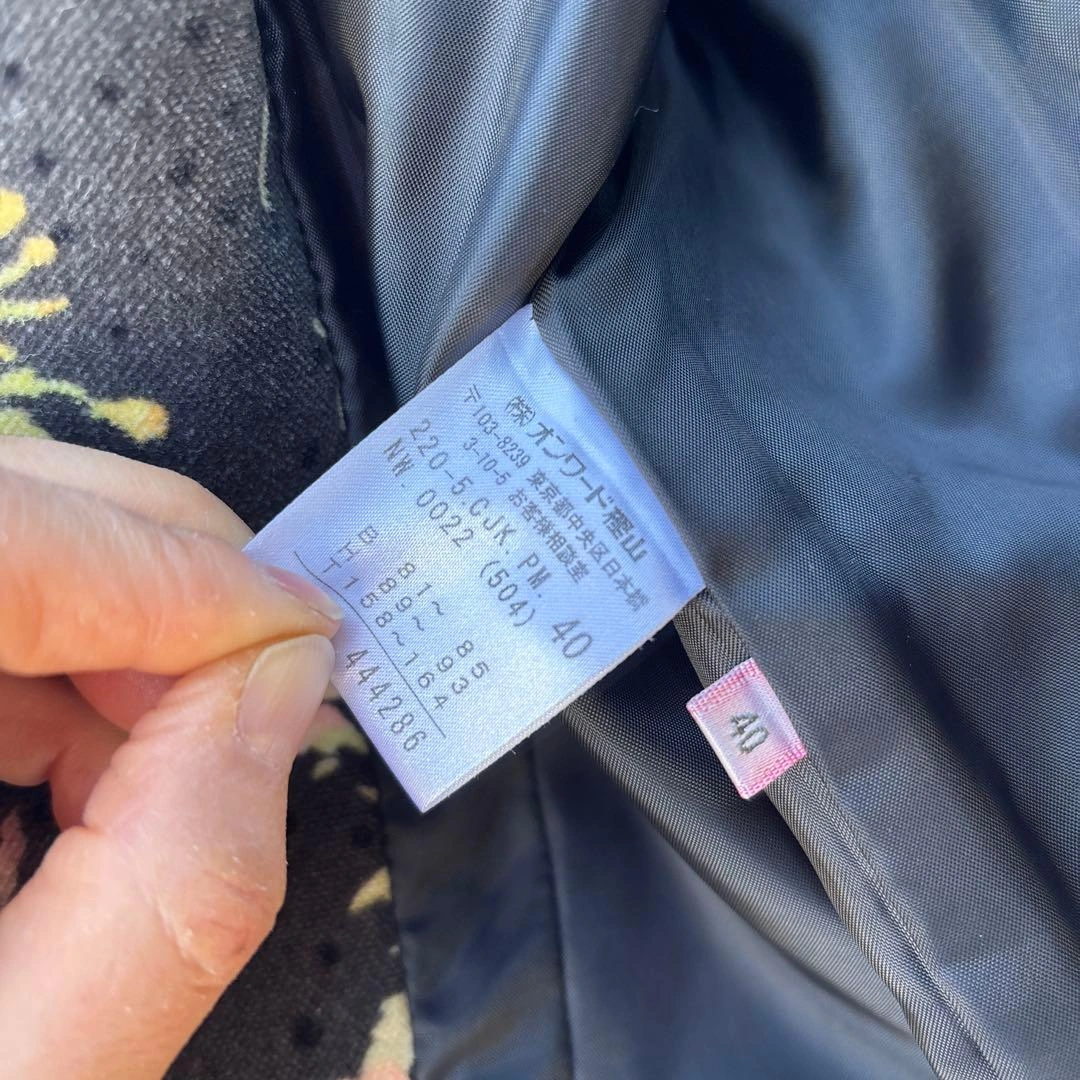 (株)オンワード樫山
〒103-8239 東京都中央区日本橋
3-10-5 お客様相談室
220-5.CJK.PM.
NW.0022 (504) 40
B 81~ 85
H 89~ 93
T158~164
444286
40